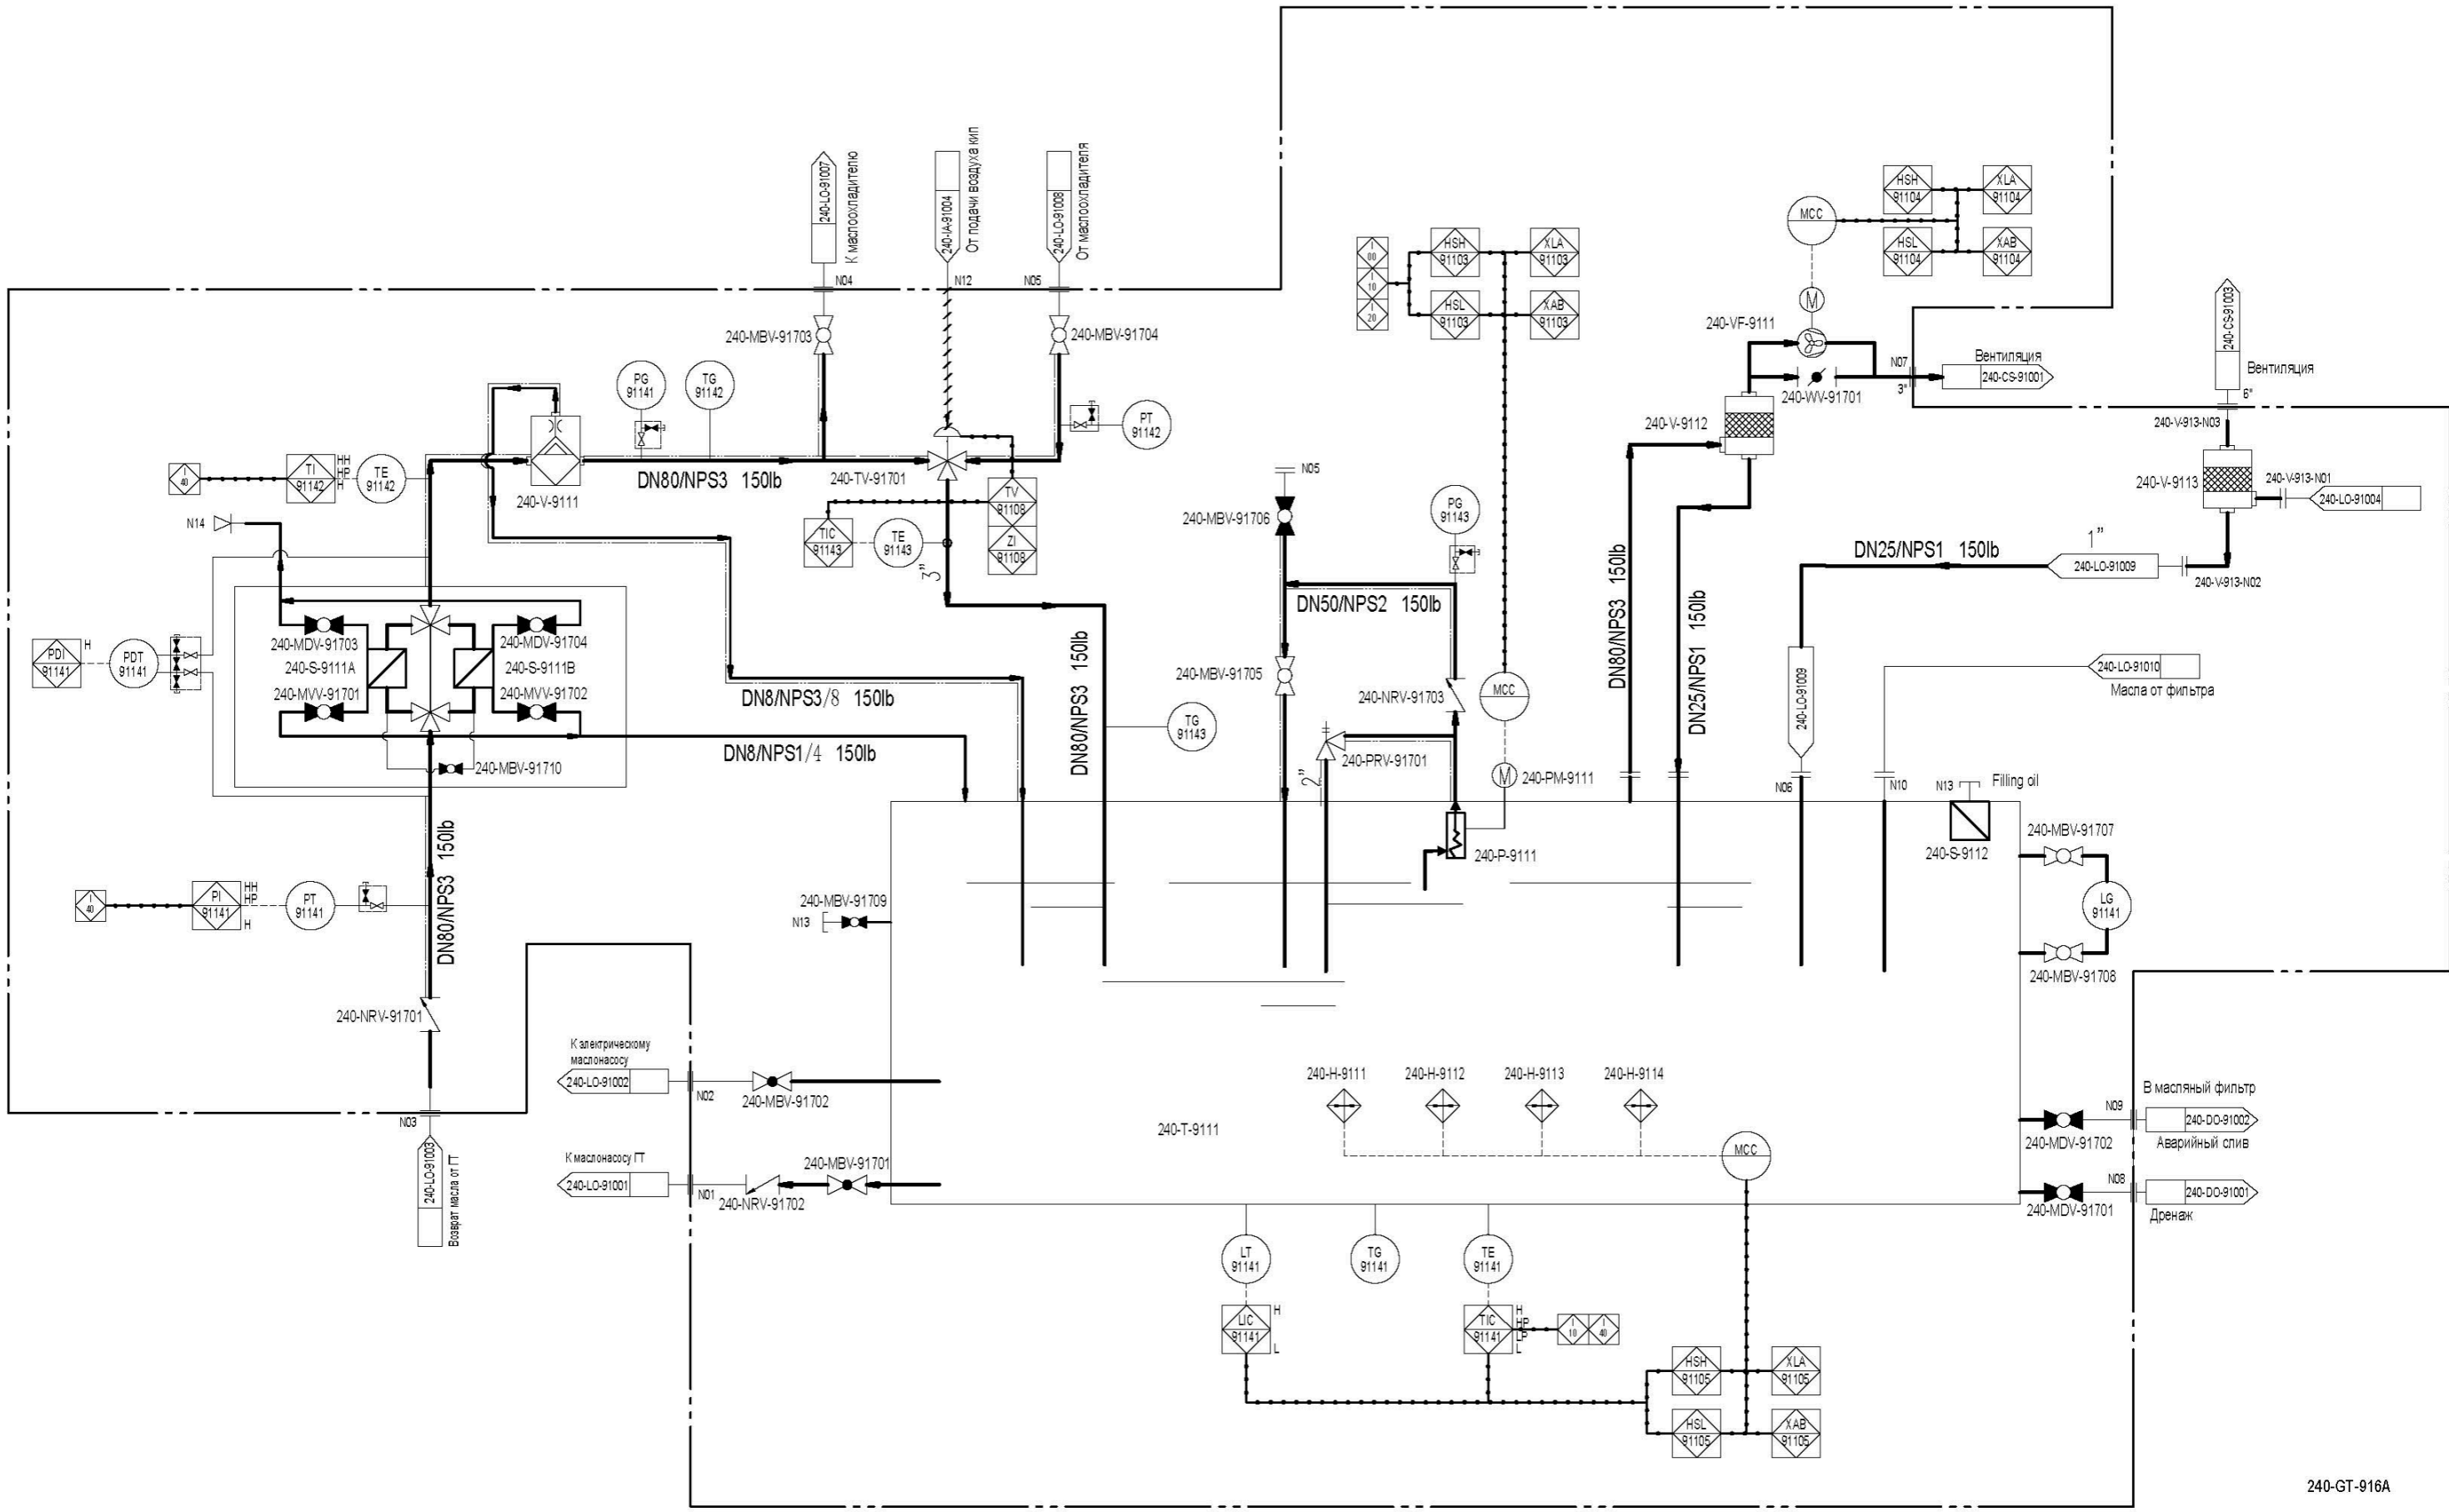 240-LO-91007
К маслоохладителю
240-IA-91004
От подачи воздуха кип
240-LO-91008
От маслоохладителя
N04
N12
N05
240-MBV-91703
240-MBV-91704
PG
91141
TG
91142
PT
91142
I
40
TI
91142
HH
HP
H
TE
91142
240-V-9111
DN80/NPS3 150lb
240-TV-91701
TV
91108
ZI
91108
TIC
91143
TE
91143
3"
N14
PDI
91141
H
PDT
91141
240-MDV-91703
240-MDV-91704
240-S-9111A
240-S-9111B
240-MVV-91701
240-MVV-91702
240-MBV-91710
DN8/NPS3/8 150lb
DN8/NPS1/4 150lb
DN80/NPS3 150lb
TG
91143
I
40
PI
91141
HH
HP
H
PT
91141
DN80/NPS3 150lb
240-NRV-91701
N03
240-LO-91003
Возврат масла от ГТ
I
00
I
10
I
20
HSH
91103
XLA
91103
HSL
91103
XAB
91103
MCC
HSH
91104
XLA
91104
HSL
91104
XAB
91104
M
240-VF-9111
240-WV-91701
N07
3"
Вентиляция
240-CS-91001
240-V-9112
240-CS-91003
Вентиляция
6"
240-V-913-N03
240-V-9113
240-V-913-N01
240-LO-91004
1"
DN25/NPS1 150lb
240-LO-91009
240-V-913-N02
N05
240-MBV-91706
PG
91143
DN50/NPS2 150lb
240-MBV-91705
240-NRV-91703
MCC
240-PRV-91701
2"
M
240-PM-9111
240-P-9111
DN80/NPS3 150lb
DN25/NPS1 150lb
240-LO-91009
N06
240-LO-91010
Масла от фильтра
N10
N13
Filling oil
240-S-9112
240-MBV-91707
LG
91141
240-MBV-91708
240-MBV-91709
N13
К электрическому
маслонасосу
240-LO-91002
N02
240-MBV-91702
К маслонасосу ГТ
240-LO-91001
N01
240-NRV-91702
240-MBV-91701
240-T-9111
240-H-9111
240-H-9112
240-H-9113
240-H-9114
MCC
В масляный фильтр
N09
240-DO-91002
240-MDV-91702
Аварийный слив
N08
240-DO-91001
240-MDV-91701
Дренаж
LT
91141
TG
91141
TE
91141
LIC
91141
H
L
TIC
91141
H
HP
LP
L
I
10
I
40
HSH
91105
XLA
91105
HSL
91105
XAB
91105
240-GT-916A